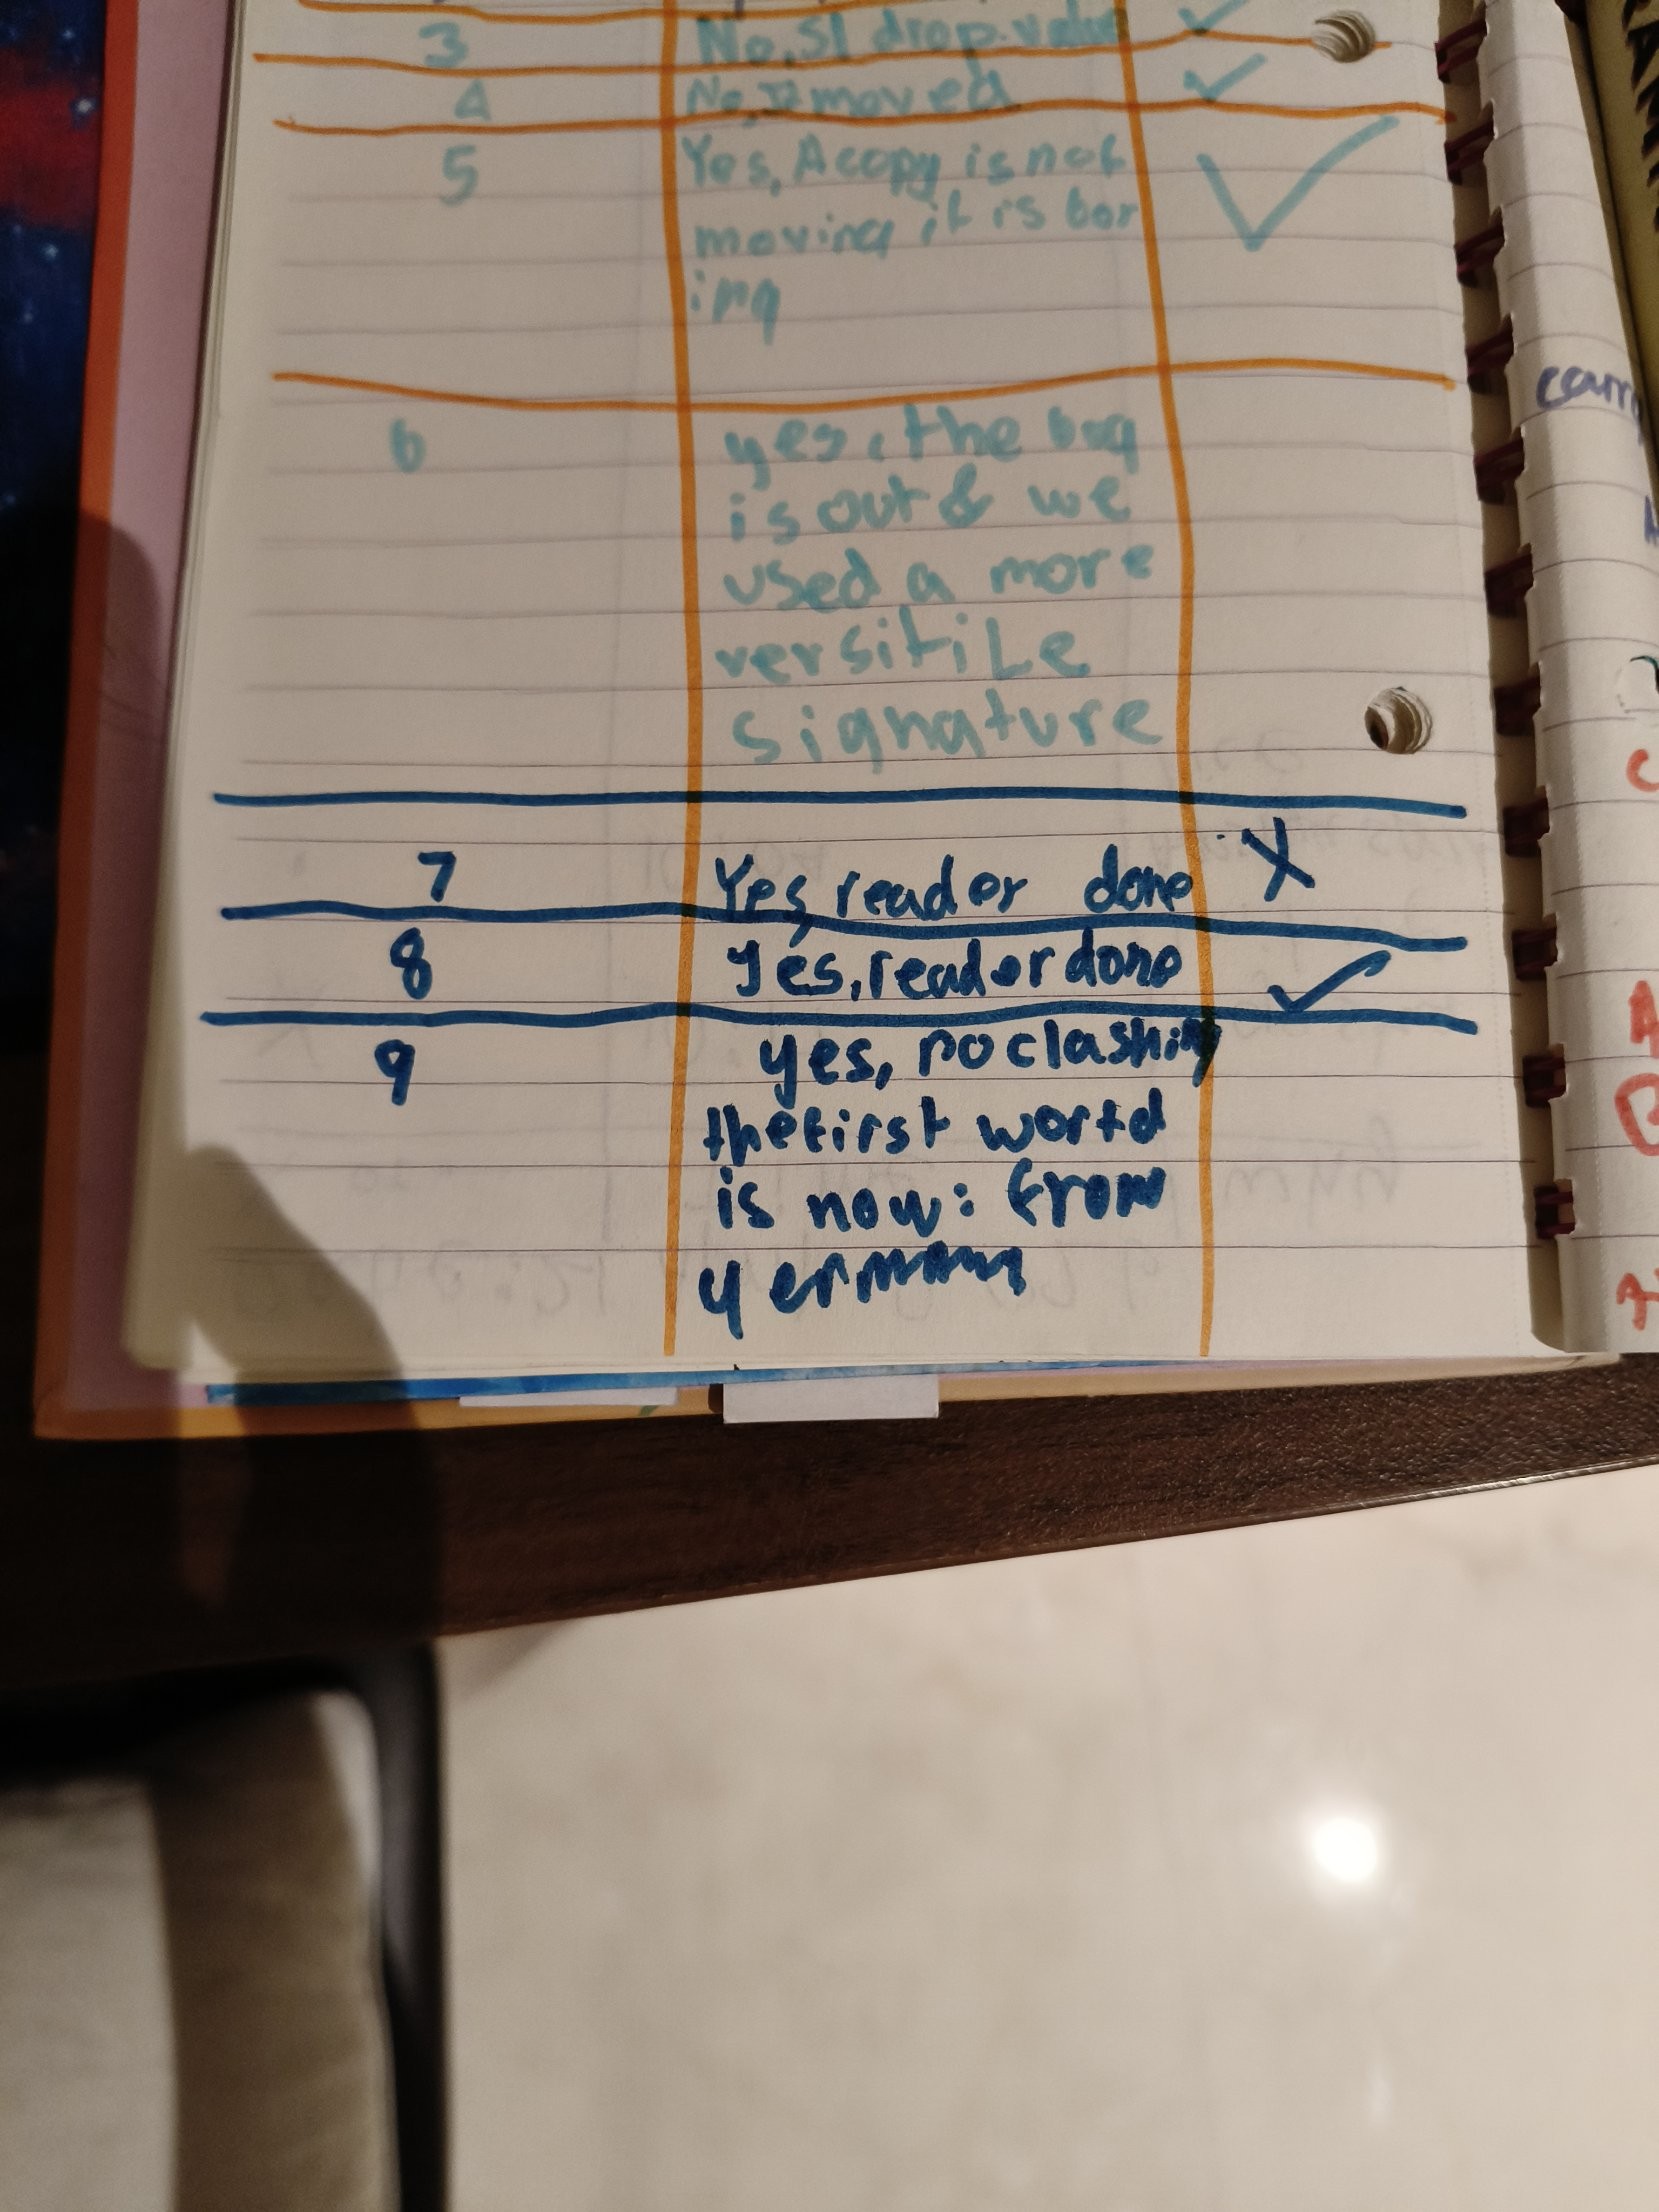 3 No, S1 drop. value ✓
4 No, moved ✓
5 Yes, A copy is not ✓
moving it is bor
ing
6 yes, the bug
is out & we
used a more
versitile
signature
7 Yes, reader done X
8 Yes, reader done ✓
9 yes, no clashing
the first world
is now: from